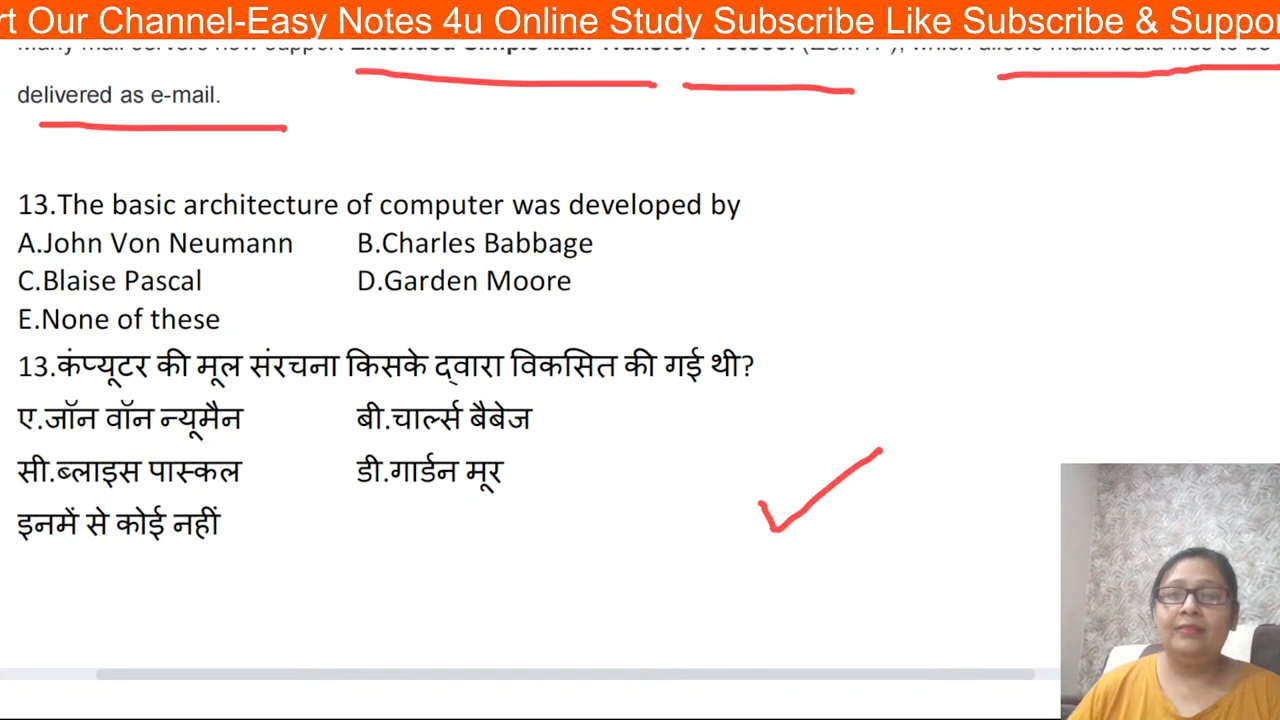 rt Our Channel-Easy Notes 4u Online Study Subscribe Like Subscribe & Suppor
delivered as e-mail.
13.The basic architecture of computer was developed by
A.John Von Neumann B.Charles Babbage
C.Blaise Pascal D.Garden Moore
E.None of these
13.कंप्यूटर की मूल संरचना किसके द्वारा विकसित की गई थी?
ए.जॉन वॉन न्यूमैन बी.चार्ल्स बैबेज
सी.ब्लाइस पास्कल डी.गार्डन मूर
इनमें से कोई नहीं